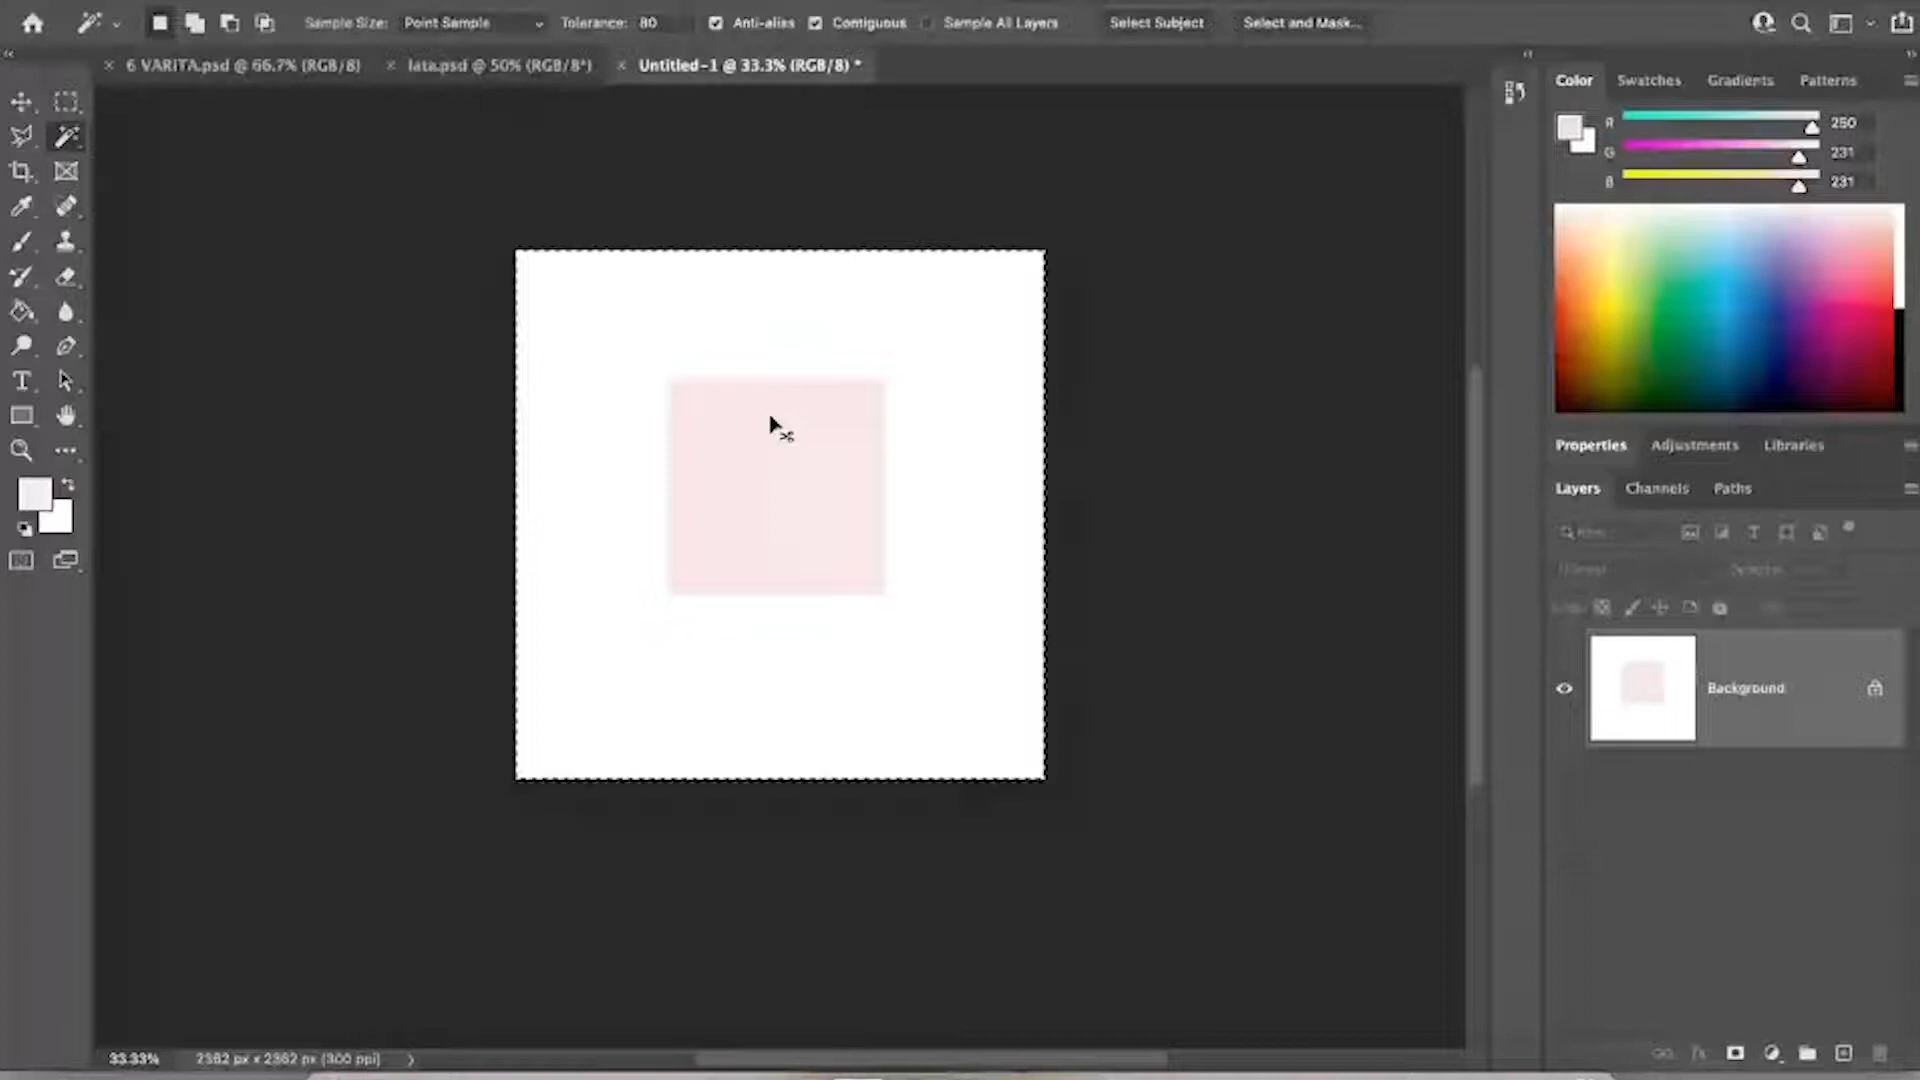 Sample Size: Point Sample Tolerance: 80 Anti-alias Contiguous Sample All Layers Select Subject Select and Mask...
× 6 VARITA.psd @ 66.7% (RGB/8) × lata.psd @ 50% (RGB/8*) × Untitled-1 @ 33.3% (RGB/8) *
Color Swatches Gradients Patterns
R 250
G 231
B 231
Properties Adjustments Libraries
Layers Channels Paths
Background
33.33% 2362 px x 2362 px (300 ppi)